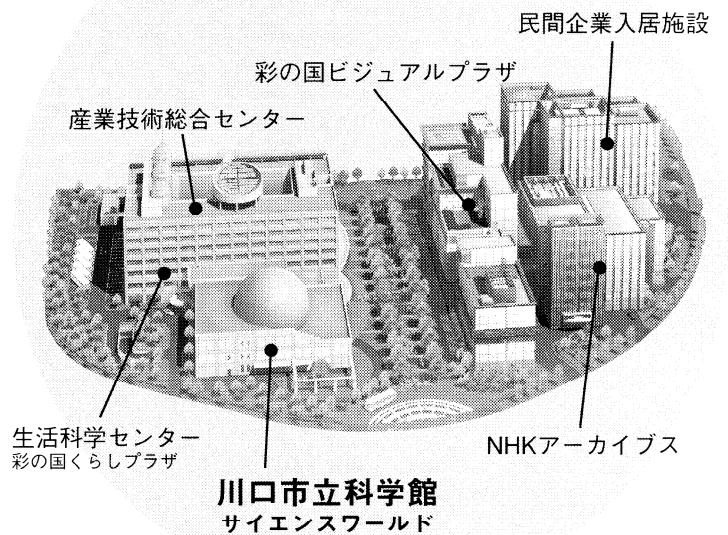 民間企業入居施設
彩の国ビジュアルプラザ
産業技術総合センター
生活科学センター
彩の国くらしプラザ
NHKアーカイブス
川口市立科学館
サイエンスワールド